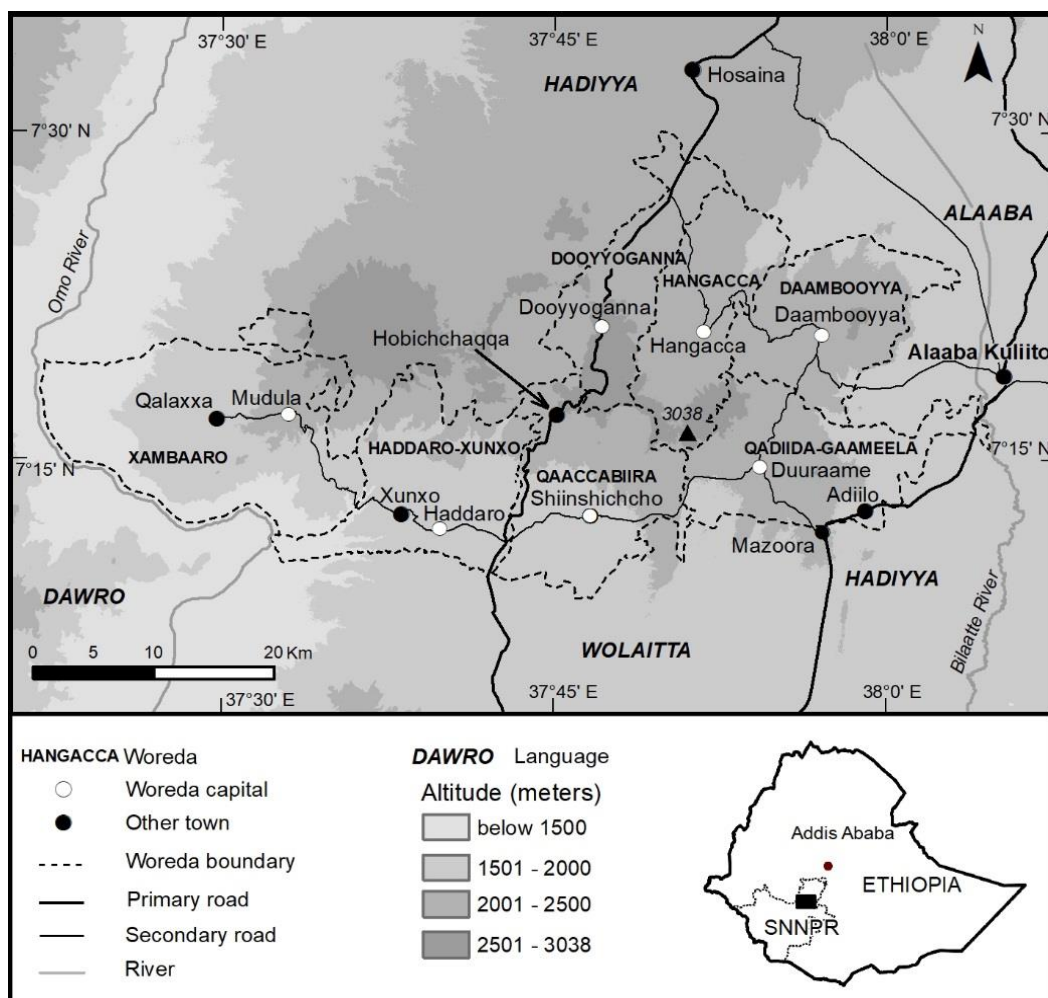 37°30' E
37°45' E
38°0' E
N
HADIYYA
Hosaina
7°30' N
7°30' N
ALAABA
Omo River
DOOYYOGANNA
HANGACCA
DAAMBOOYYA
Dooyyoganna
Daambooyya
Hobichchaqqa
Hangacca
Alaaba Kuliito
Qalaxxa
Mudula
3038
HADDARO-XUNXO
QADIIDA-GAAMEELA
XAMBAARO
7°15' N
7°15' N
QAACCABIIRA
Duuraame
Shiinshichcho
Xunxo
Haddaro
Adiilo
Mazoora
HADIYYA
DAWRO
WOLAITTA
Bilaatte River
0 5 10 20 Km
37°30' E
37°45' E
38°0' E
HANGACCA Woreda
Woreda capital
Other town
Woreda boundary
Primary road
Secondary road
River
DAWRO Language
Altitude (meters)
below 1500
1501 - 2000
2001 - 2500
2501 - 3038
Addis Ababa
ETHIOPIA
SNNPR